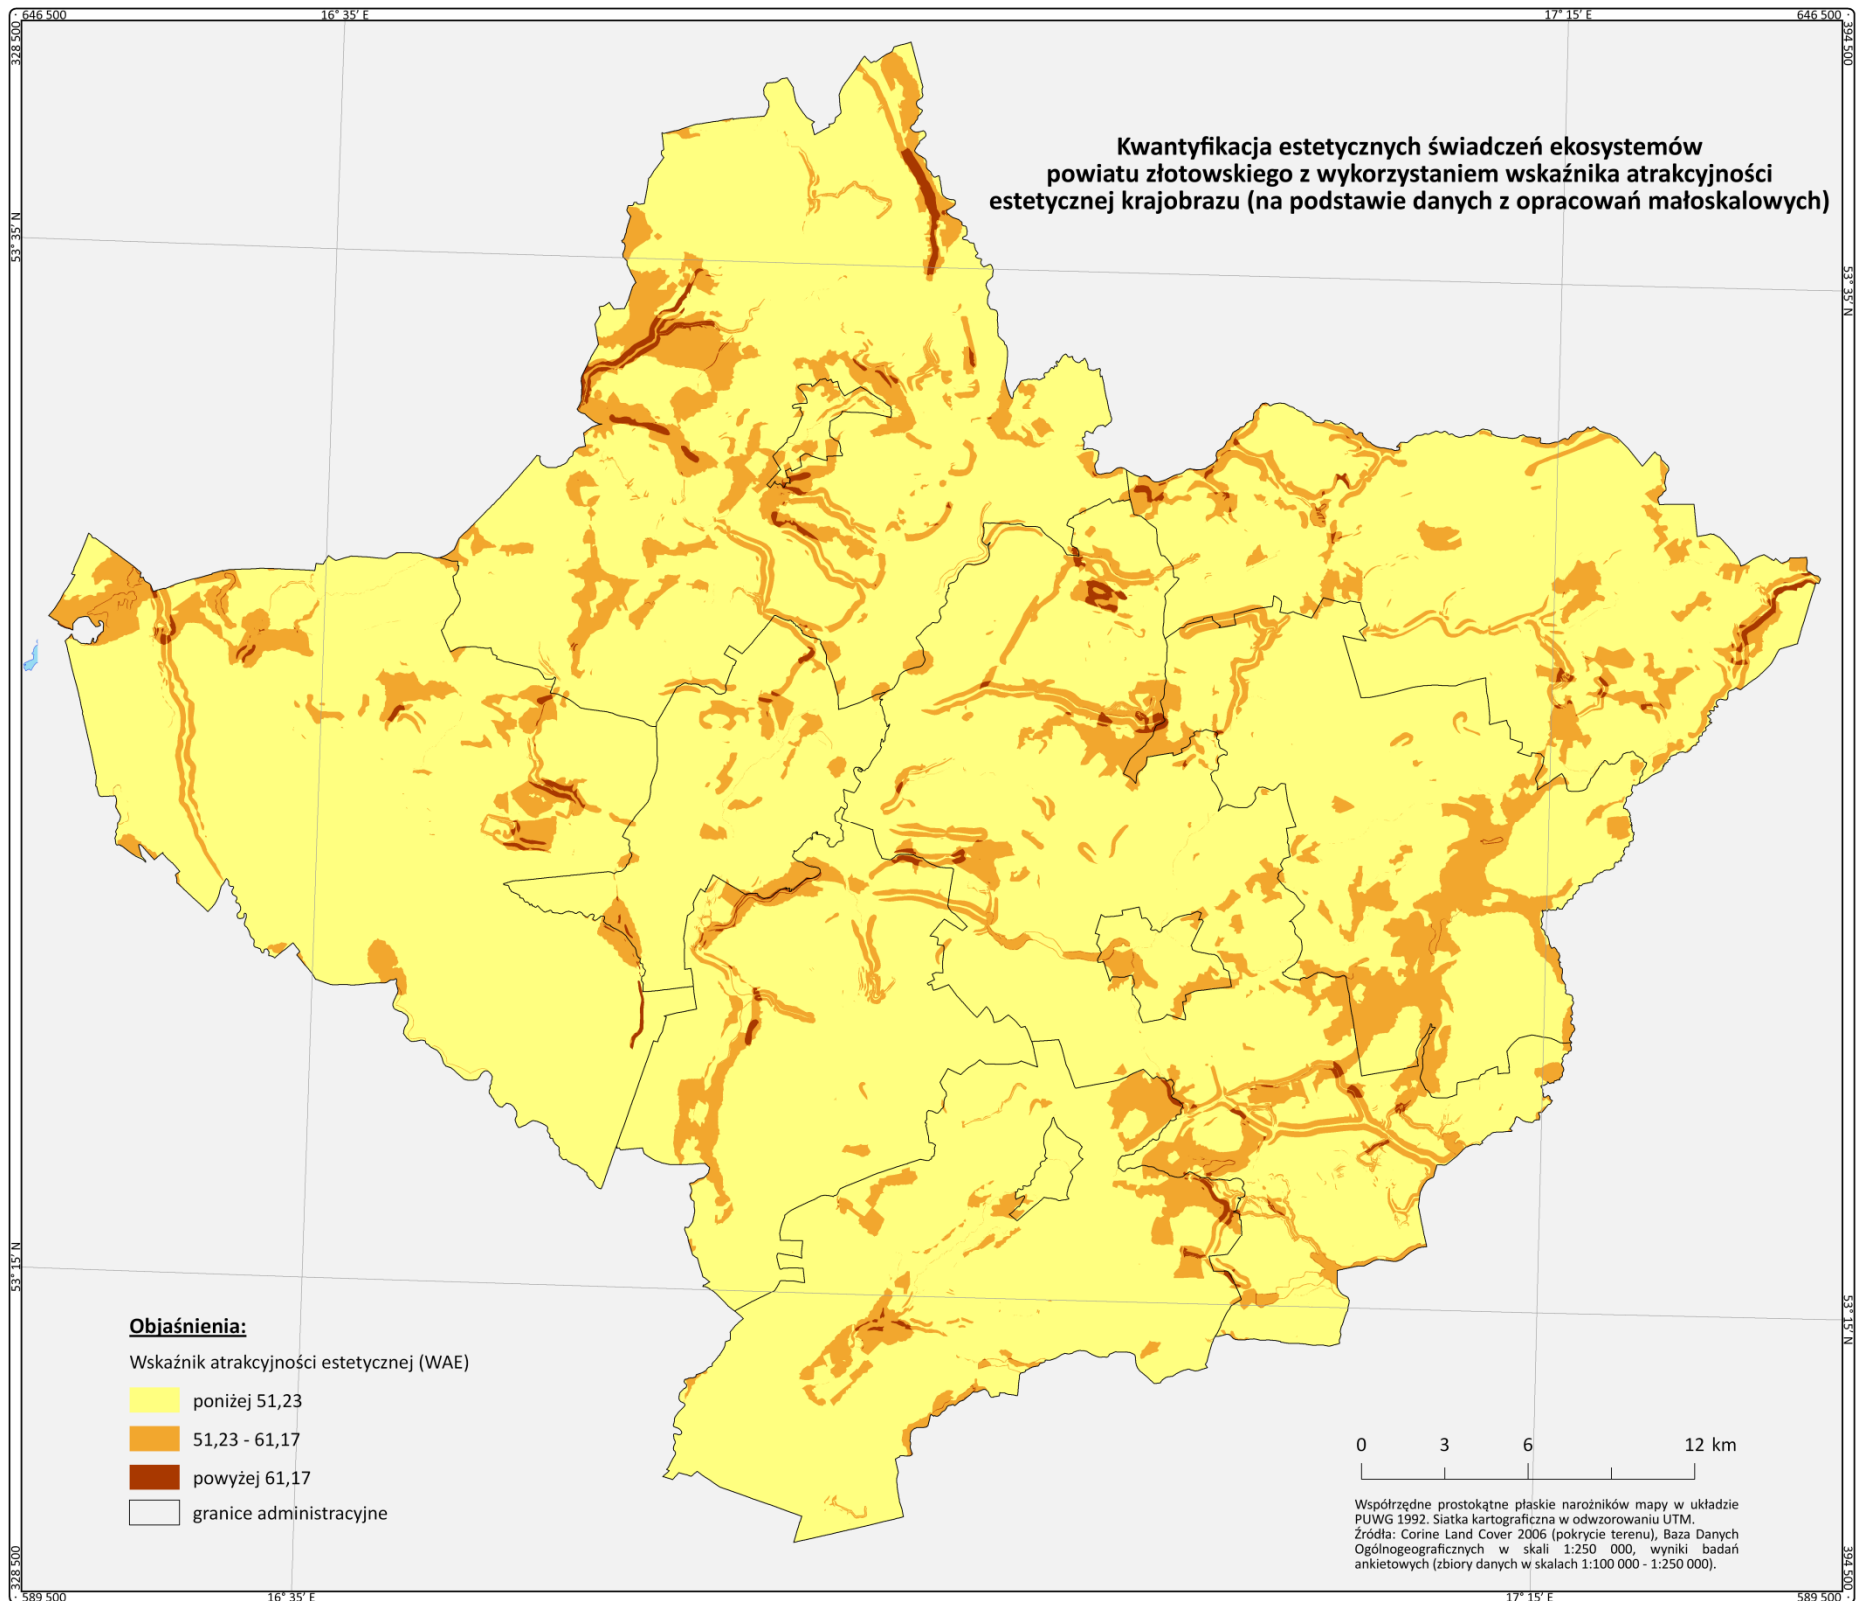 646 500
16° 35’ E
17° 15’ E
646 500
328 500
394 500
Kwantyfikacja estetycznych świadczeń ekosystemów
powiatu złotowskiego z wykorzystaniem wskaźnika atrakcyjności
estetycznej krajobrazu (na podstawie danych z opracowań małoskalowych)
53° 35’ N
53° 35’ N
53° 15’ N
53° 15’ N
Objaśnienia:
Wskaźnik atrakcyjności estetycznej (WAE)
poniżej 51,23
51,23 - 61,17
powyżej 61,17
granice administracyjne
0 3 6 12 km
Współrzędne prostokątne płaskie narożników mapy w układzie
PUWG 1992. Siatka kartograficzna w odwzorowaniu UTM.
Źródła: Corine Land Cover 2006 (pokrycie terenu), Baza Danych
Ogólnogeograficznych w skali 1:250 000, wyniki badań
ankietowych (zbiory danych w skalach 1:100 000 - 1:250 000).
328 500
394 500
589 500
16° 35’ E
17° 15’ E
589 500